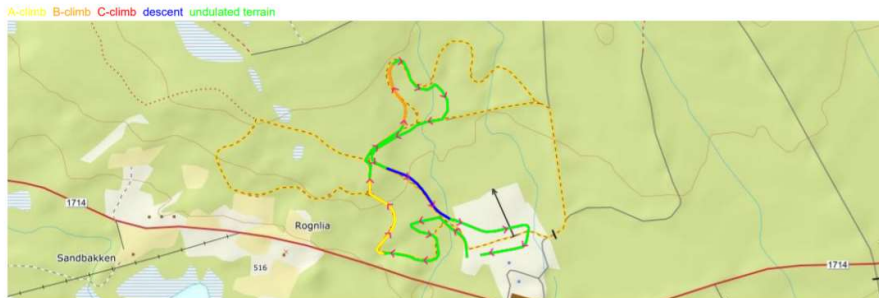 A-climb B-climb C-climb descent undulated terrain
1714
Rognlia
Sandbakken
516
1714